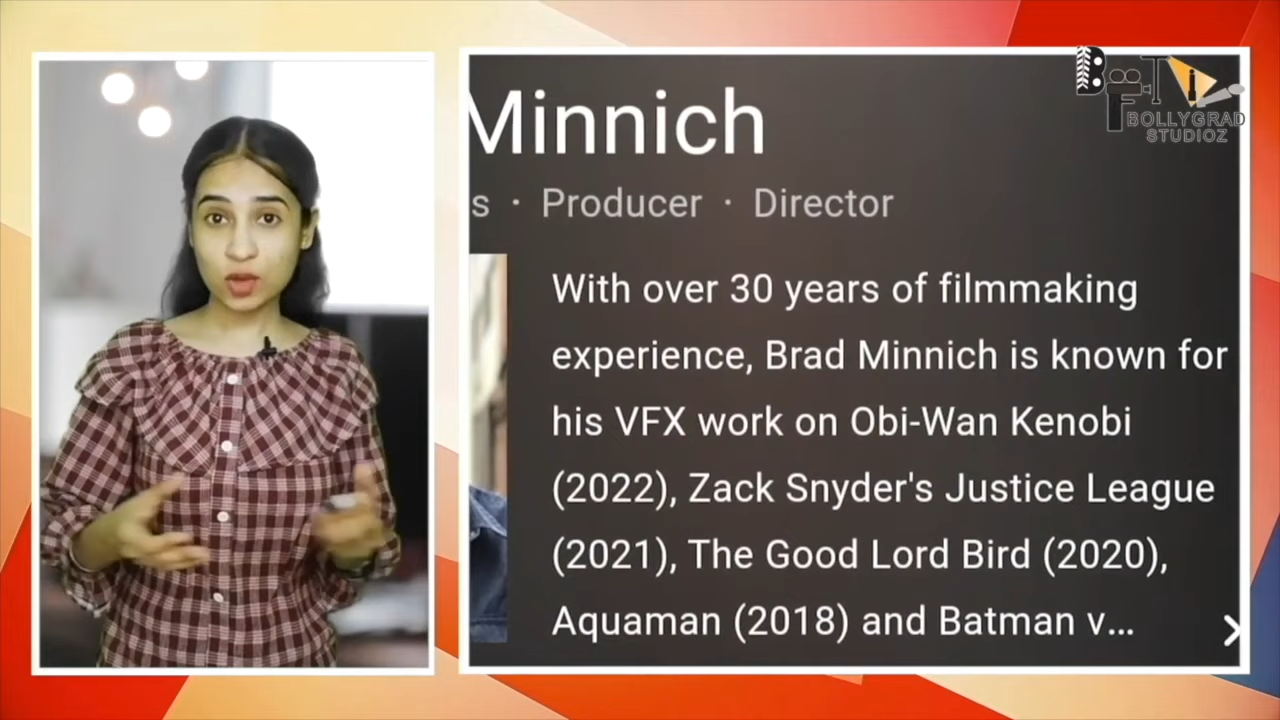 BFT
BOLLYGRAD
STUDIOZ
Minnich
s · Producer · Director
With over 30 years of filmmaking
experience, Brad Minnich is known for
his VFX work on Obi-Wan Kenobi
(2022), Zack Snyder's Justice League
(2021), The Good Lord Bird (2020),
Aquaman (2018) and Batman v...